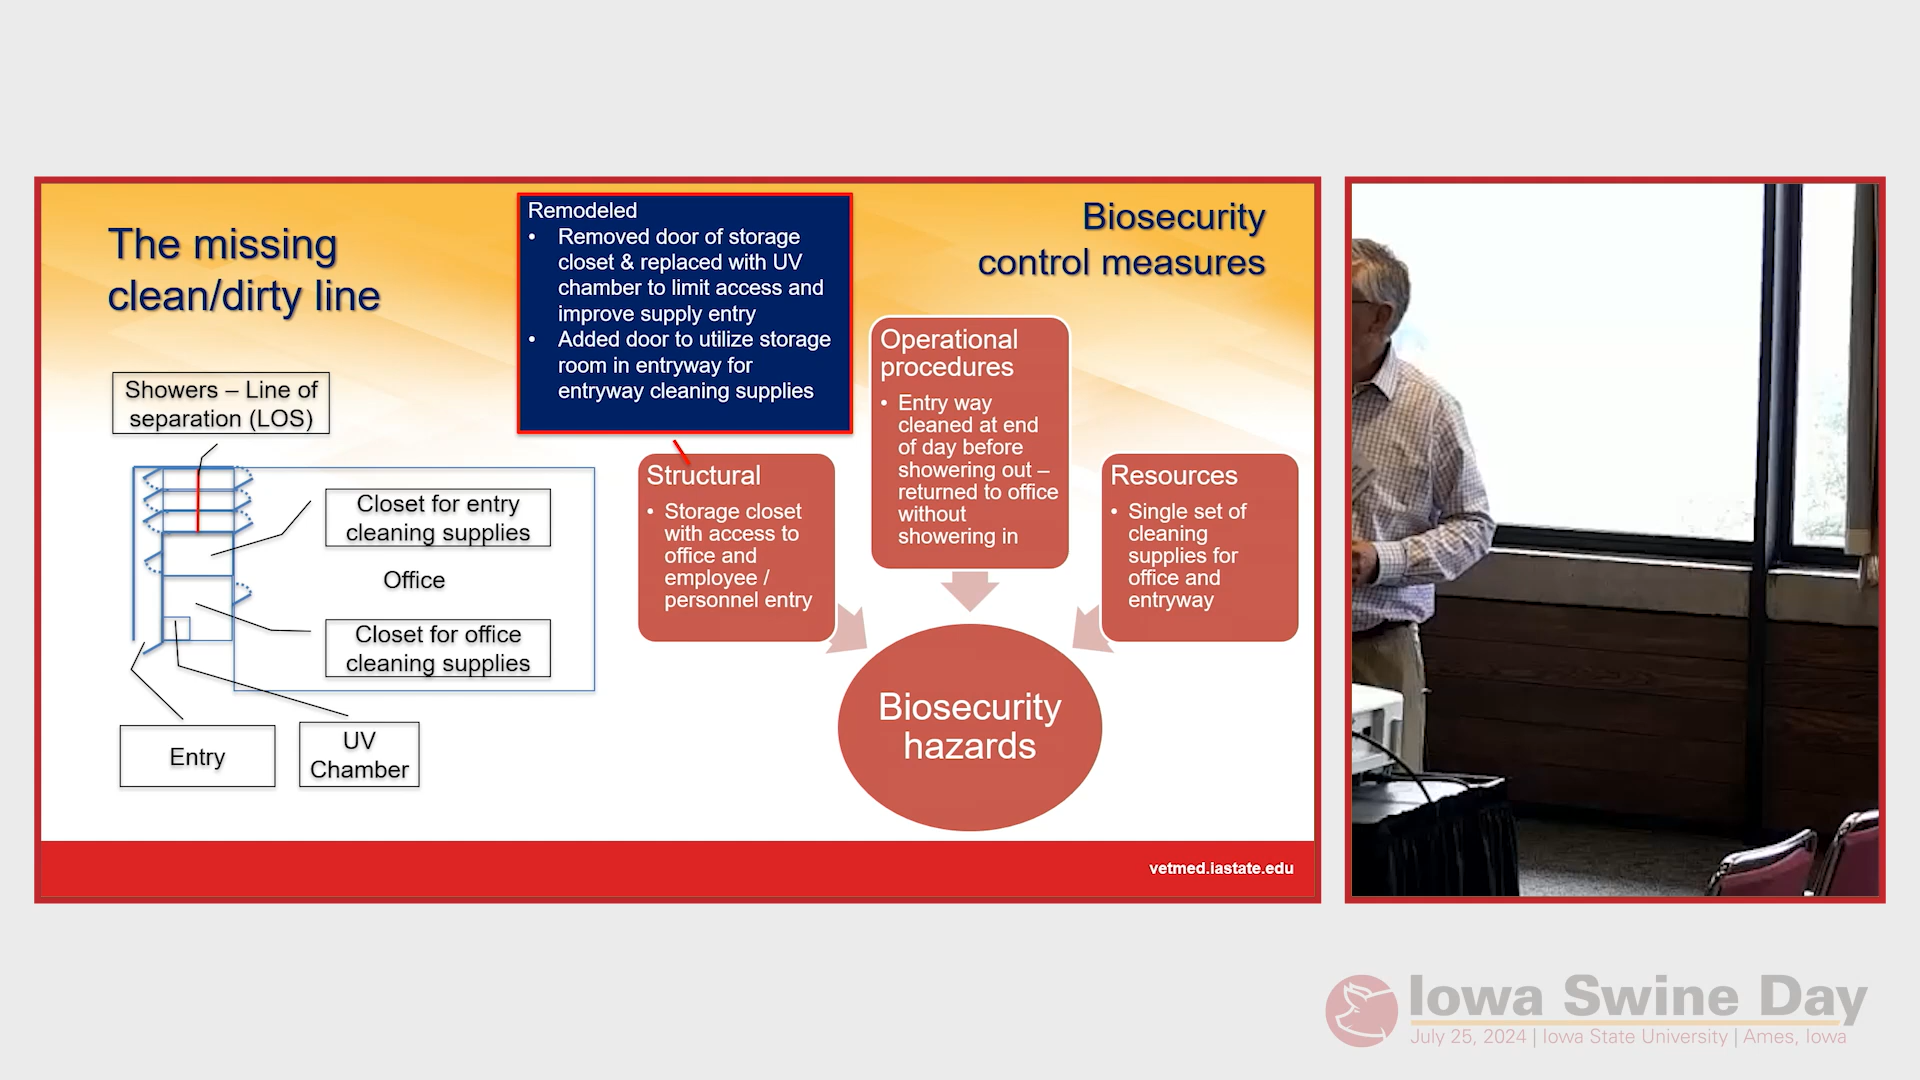 The missing
clean/dirty line
Remodeled
• Removed door of storage
closet & replaced with UV
chamber to limit access and
improve supply entry
• Added door to utilize storage
room in entryway for
entryway cleaning supplies
Biosecurity
control measures
Showers – Line of
separation (LOS)
Closet for entry
cleaning supplies
Office
Closet for office
cleaning supplies
Entry
UV
Chamber
Structural
• Storage closet
with access to
office and
employee /
personnel entry
Operational
procedures
• Entry way
cleaned at end
of day before
showering out –
returned to office
without
showering in
Resources
• Single set of
cleaning
supplies for
office and
entryway
Biosecurity
hazards
vetmed.iastate.edu
Iowa Swine Day
July 25, 2024 | Iowa State University | Ames, Iowa